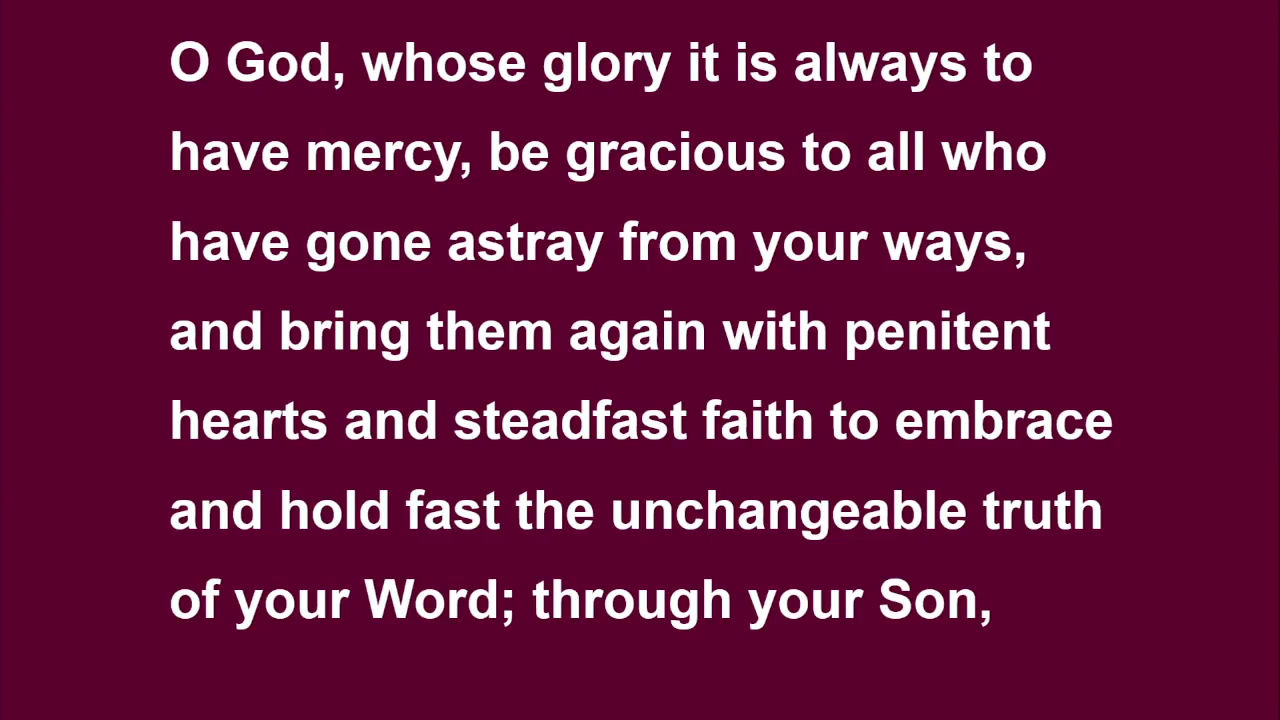 O God, whose glory it is always to
have mercy, be gracious to all who
have gone astray from your ways,
and bring them again with penitent
hearts and steadfast faith to embrace
and hold fast the unchangeable truth
of your Word; through your Son,